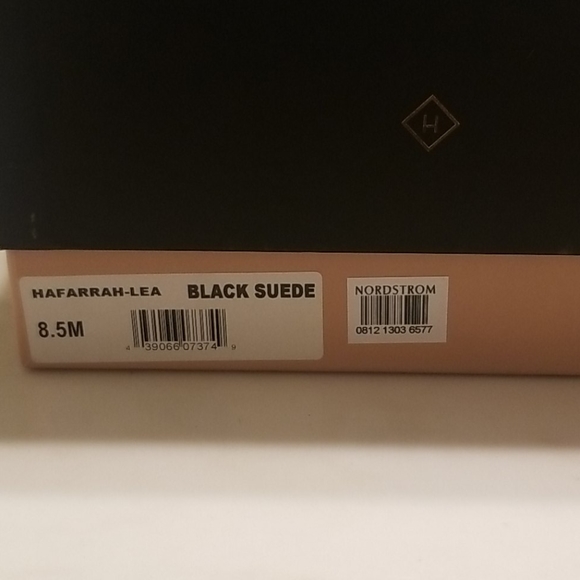 H
HAFARRAH-LEA BLACK SUEDE
8.5M
4 39066 07374 9
NORDSTROM
0812 1303 6577